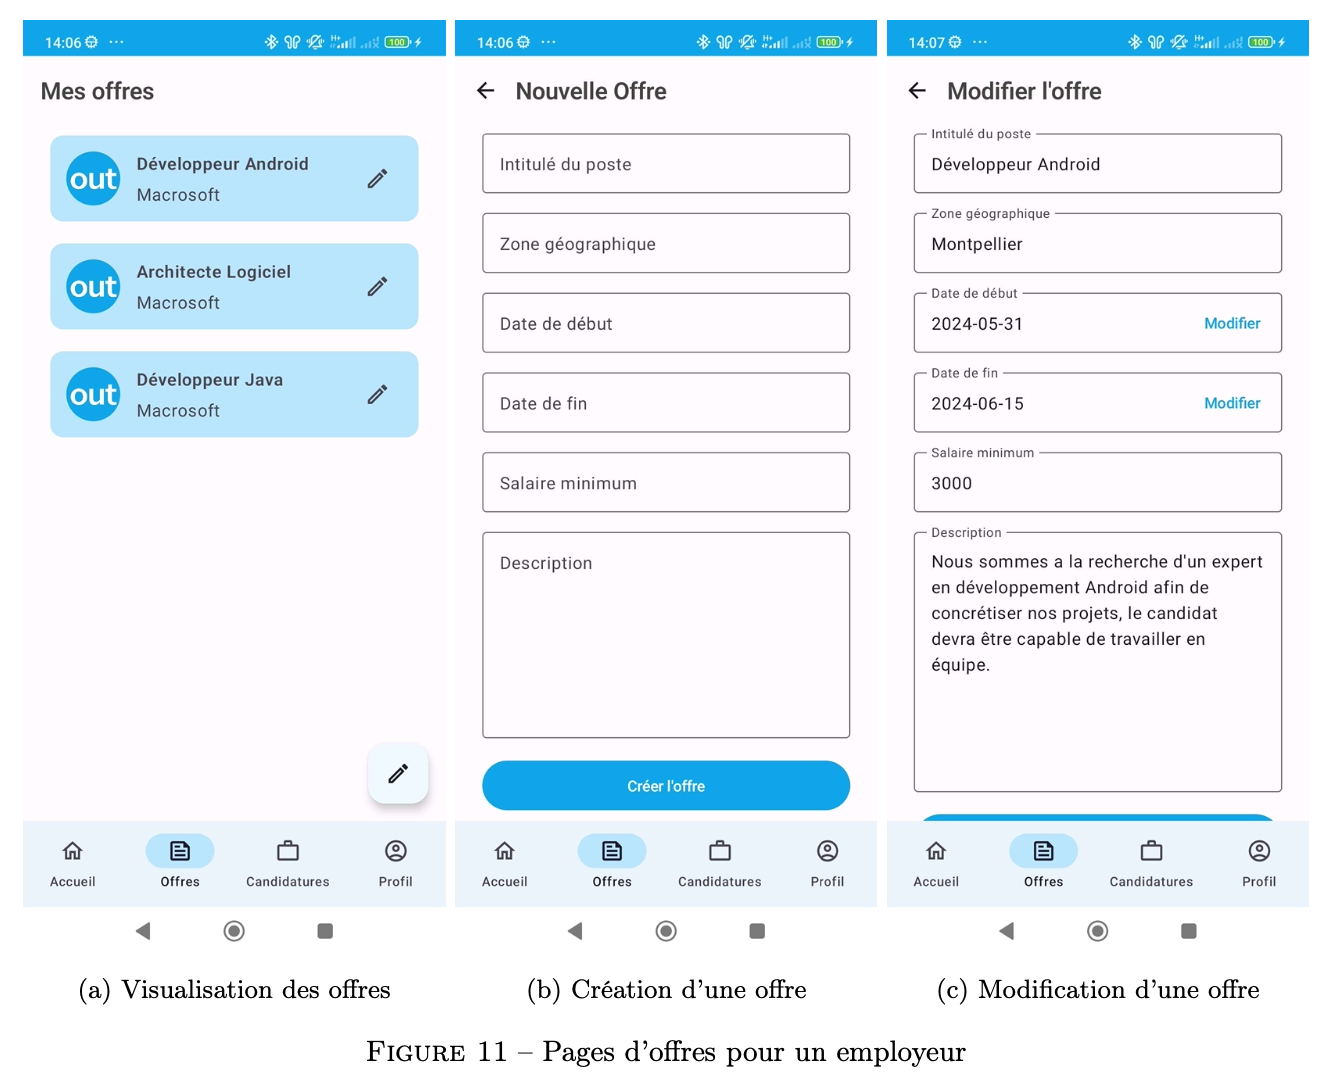 14:06 ...
100
Mes offres
out
Développeur Android
Macrosoft
out
Architecte Logiciel
Macrosoft
out
Développeur Java
Macrosoft
Accueil
Offres
Candidatures
Profil
(a) Visualisation des offres
14:06 ...
100
Nouvelle Offre
Intitulé du poste
Zone géographique
Date de début
Date de fin
Salaire minimum
Description
Créer l'offre
Accueil
Offres
Candidatures
Profil
(b) Création d'une offre
14:07 ...
100
Modifier l'offre
Intitulé du poste
Développeur Android
Zone géographique
Montpellier
Date de début
2024-05-31 Modifier
Date de fin
2024-06-15 Modifier
Salaire minimum
3000
Description
Nous sommes a la recherche d'un expert
en développement Android afin de
concrétiser nos projets, le candidat
devra être capable de travailler en
équipe.
Accueil
Offres
Candidatures
Profil
(c) Modification d'une offre
FIGURE 11 – Pages d'offres pour un employeur